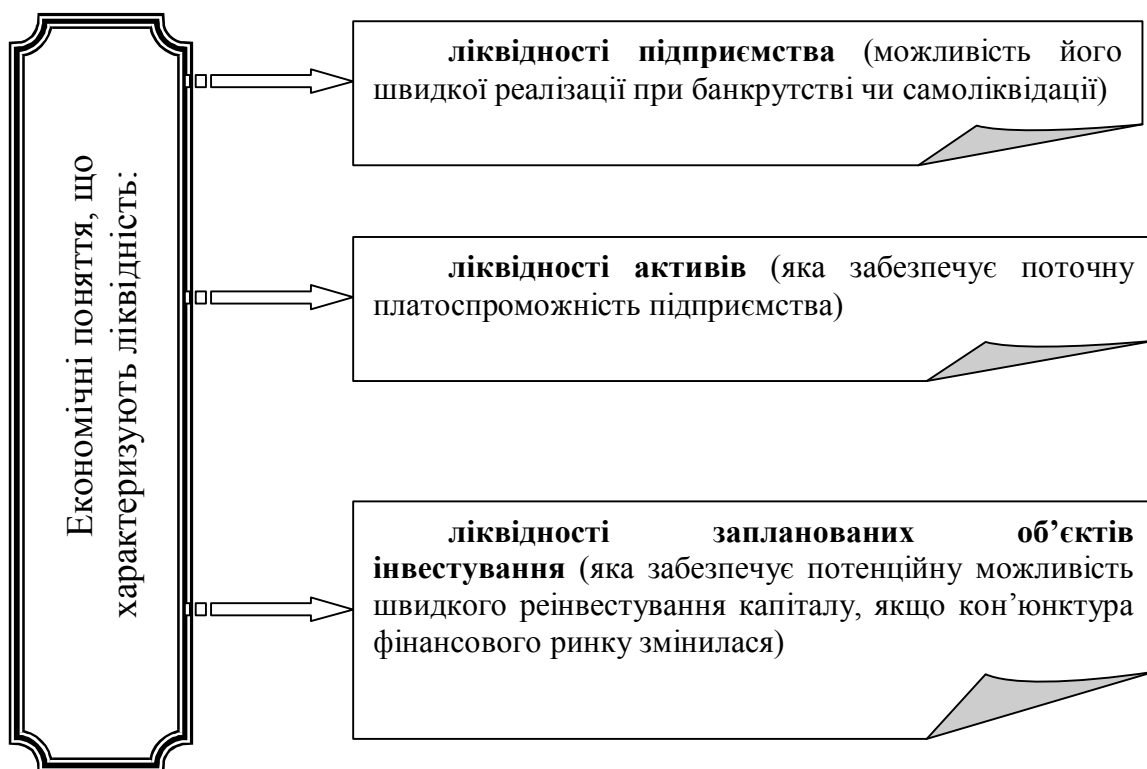 Економічні поняття, що
характеризують ліквідність:
ліквідності підприємства (можливість його
швидкої реалізації при банкрутстві чи самоліквідації)
ліквідності активів (яка забезпечує поточну
платоспроможність підприємства)
ліквідності запланованих об’єктів
інвестування (яка забезпечує потенційну можливість
швидкого реінвестування капіталу, якщо кон’юнктура
фінансового ринку змінилася)